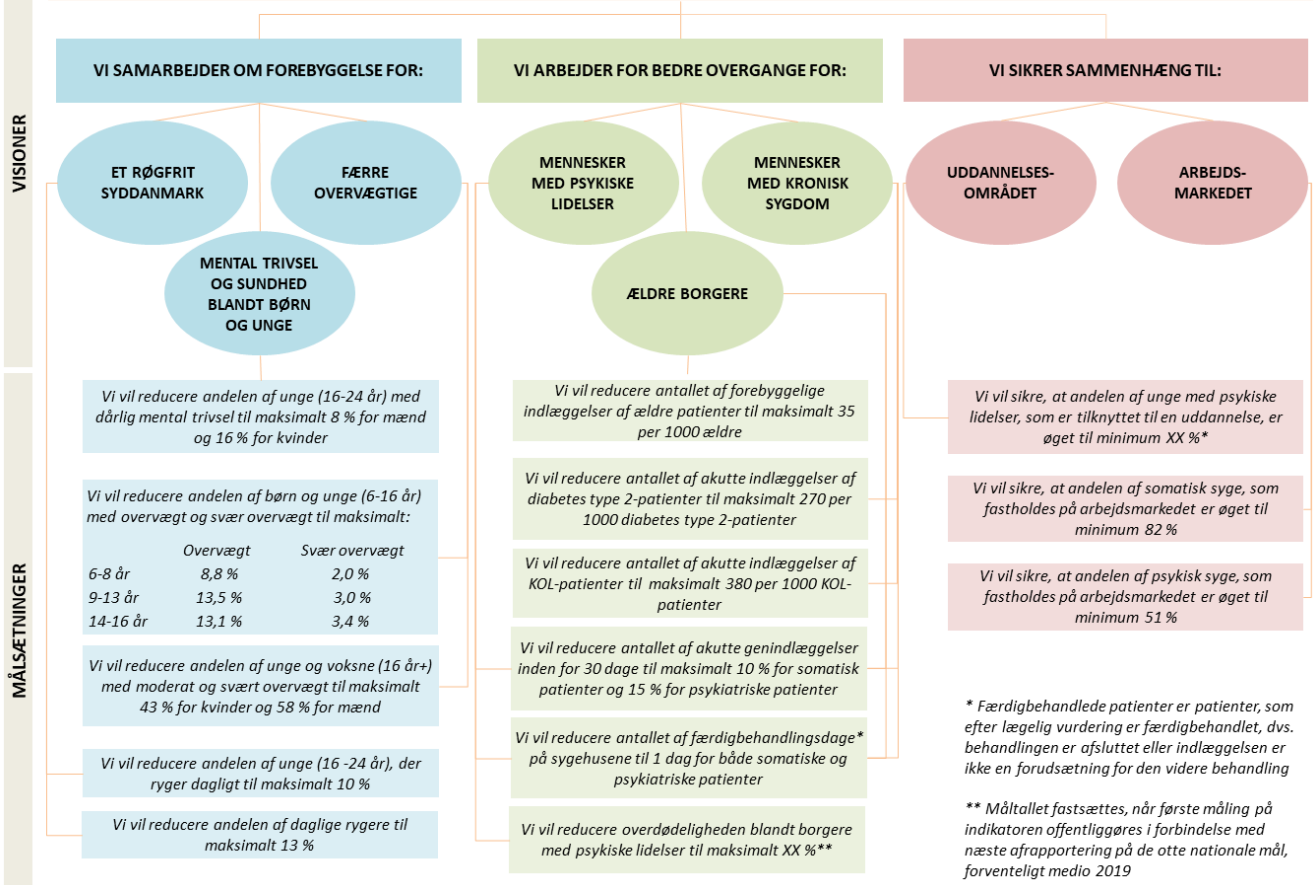 VISIONER
VI SAMARBEJDER OM FOREBYGGELSE FOR:
ET RØGFRIT
SYDDANMARK
FÆRRE
OVERVÆGTIGE
MENTAL TRIVSEL
OG SUNDHED
BLANDT BØRN
OG UNGE
VI ARBEJDER FOR BEDRE OVERGANGE FOR:
MENNESKER
MED PSYKISKE
LIDELSER
MENNESKER
MED KRONISK
SYGDOM
ÆLDRE BORGERE
VI SIKRER SAMMENHÆNG TIL:
UDDANNELSES-
OMRÅDET
ARBEJDS-
MARKEDET
MÅLSÆTNINGER
Vi vil reducere andelen af unge (16-24 år) med
dårlig mental trivsel til maksimalt 8 % for mænd
og 16 % for kvinder
Vi vil reducere andelen af børn og unge (6-16 år)
med overvægt og svær overvægt til maksimalt:
Overvægt Svær overvægt
6-8 år 8,8 % 2,0 %
9-13 år 13,5 % 3,0 %
14-16 år 13,1 % 3,4 %
Vi vil reducere andelen af unge og voksne (16 år+)
med moderat og svært overvægt til maksimalt
43 % for kvinder og 58 % for mænd
Vi vil reducere andelen af unge (16 -24 år), der
ryger dagligt til maksimalt 10 %
Vi vil reducere andelen af daglige rygere til
maksimalt 13 %
Vi vil reducere antallet af forebyggelige
indlæggelser af ældre patienter til maksimalt 35
per 1000 ældre
Vi vil reducere antallet af akutte indlæggelser af
diabetes type 2-patienter til maksimalt 270 per
1000 diabetes type 2-patienter
Vi vil reducere antallet af akutte indlæggelser af
KOL-patienter til maksimalt 380 per 1000 KOL-
patienter
Vi vil reducere antallet af akutte genindlæggelser
inden for 30 dage til maksimalt 10 % for somatisk
patienter og 15 % for psykiatriske patienter
Vi vil reducere antallet af færdigbehandlingsdage*
på sygehusene til 1 dag for både somatiske og
psykiatriske patienter
Vi vil reducere overdødeligheden blandt borgere
med psykiske lidelser til maksimalt XX %**
Vi vil sikre, at andelen af unge med psykiske
lidelser, som er tilknyttet til en uddannelse, er
øget til minimum XX %*
Vi vil sikre, at andelen af somatisk syge, som
fastholdes på arbejdsmarkedet er øget til
minimum 82 %
Vi vil sikre, at andelen af psykisk syge, som
fastholdes på arbejdsmarkedet er øget til
minimum 51 %
* Færdigbehandlede patienter er patienter, som
efter lægelig vurdering er færdigbehandlet, dvs.
behandlingen er afsluttet eller indlæggelsen er
ikke en forudsætning for den videre behandling
** Måltallet fastsættes, når første måling på
indikatoren offentliggøres i forbindelse med
næste afrapportering på de otte nationale mål,
forventeligt medio 2019